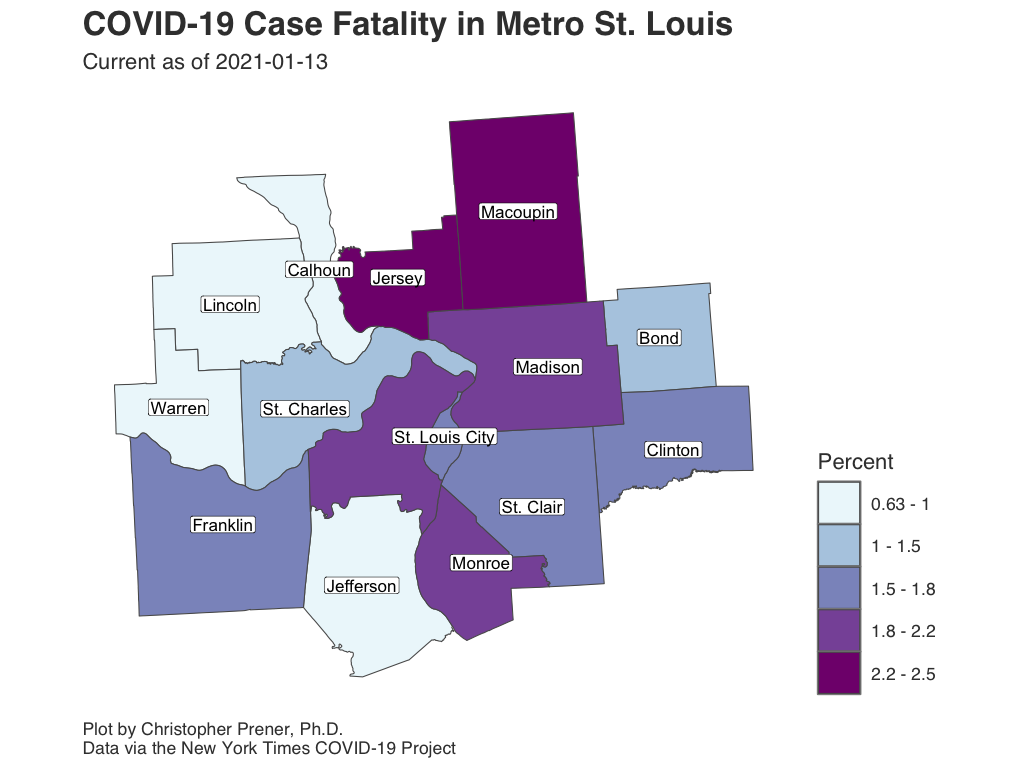 COVID-19 Case Fatality in Metro St. Louis
Current as of 2021-01-13
Macoupin
Calhoun
Jersey
Lincoln
Bond
Madison
Warren
St. Charles
St. Louis City
Clinton
St. Clair
Franklin
Monroe
Jefferson
Percent
0.63 - 1
1 - 1.5
1.5 - 1.8
1.8 - 2.2
2.2 - 2.5
Plot by Christopher Prener, Ph.D.
Data via the New York Times COVID-19 Project